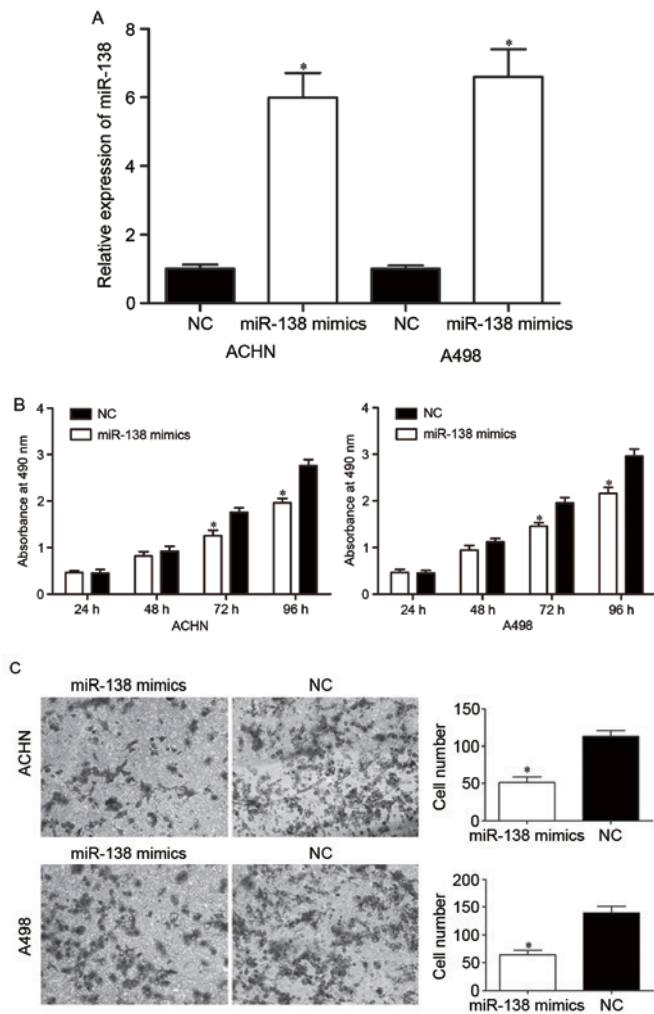 A
Relative expression of miR-138
8
6
4
2
0
*
*
NC
miR-138 mimics
NC
miR-138 mimics
ACHN
A498
B
Absorbance at 490 nm
4
3
2
1
0
NC
miR-138 mimics
*
*
24 h
48 h
72 h
96 h
ACHN
Absorbance at 490 nm
4
3
2
1
0
NC
miR-138 mimics
*
*
24 h
48 h
72 h
96 h
A498
C
miR-138 mimics
NC
ACHN
Cell number
150
100
50
0
*
miR-138 mimics
NC
miR-138 mimics
NC
A498
Cell number
200
150
100
50
0
*
miR-138 mimics
NC